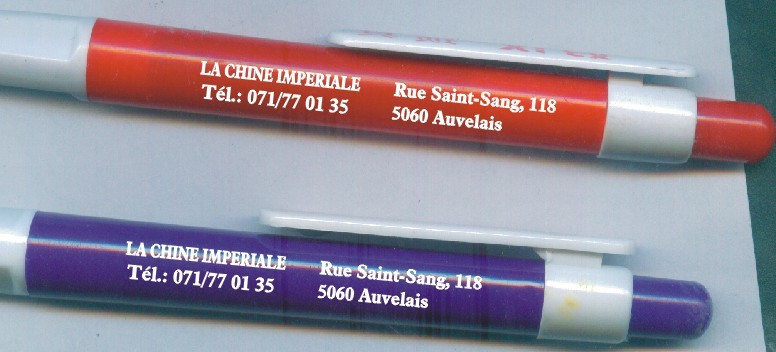 LA CHINE IMPERIALE
Tél.: 071/77 01 35
Rue Saint-Sang, 118
5060 Auvelais
LA CHINE IMPERIALE
Tél.: 071/77 01 35
Rue Saint-Sang, 118
5060 Auvelais